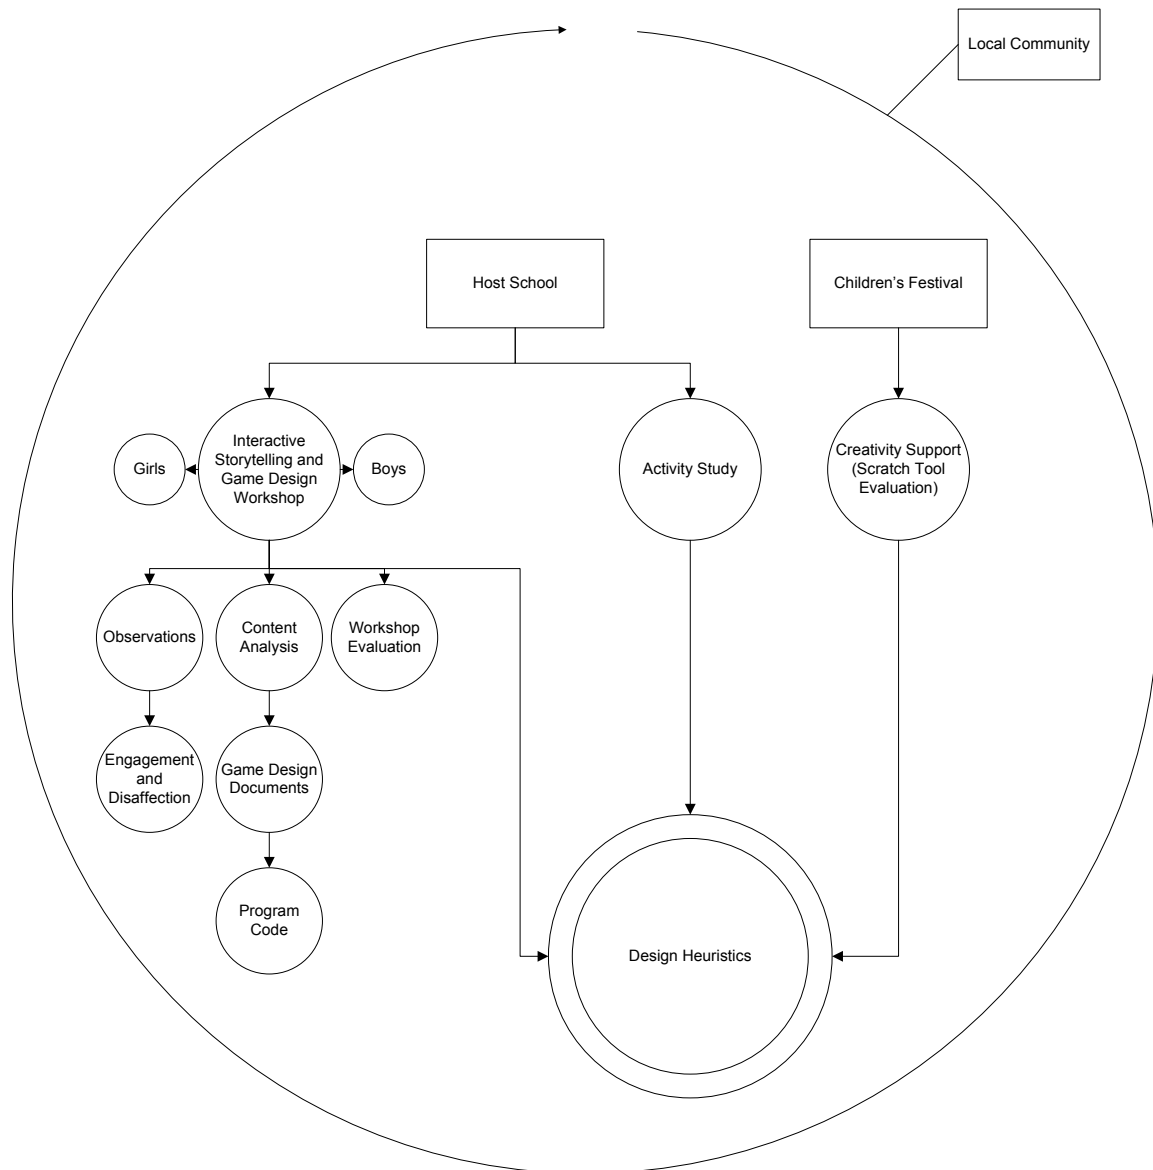 Local Community
Host School
Children's Festival
Girls
Interactive
Storytelling and
Game Design
Workshop
Boys
Activity Study
Creativity Support
(Scratch Tool
Evaluation)
Observations
Content
Analysis
Workshop
Evaluation
Engagement
and
Disaffection
Game Design
Documents
Program
Code
Design Heuristics